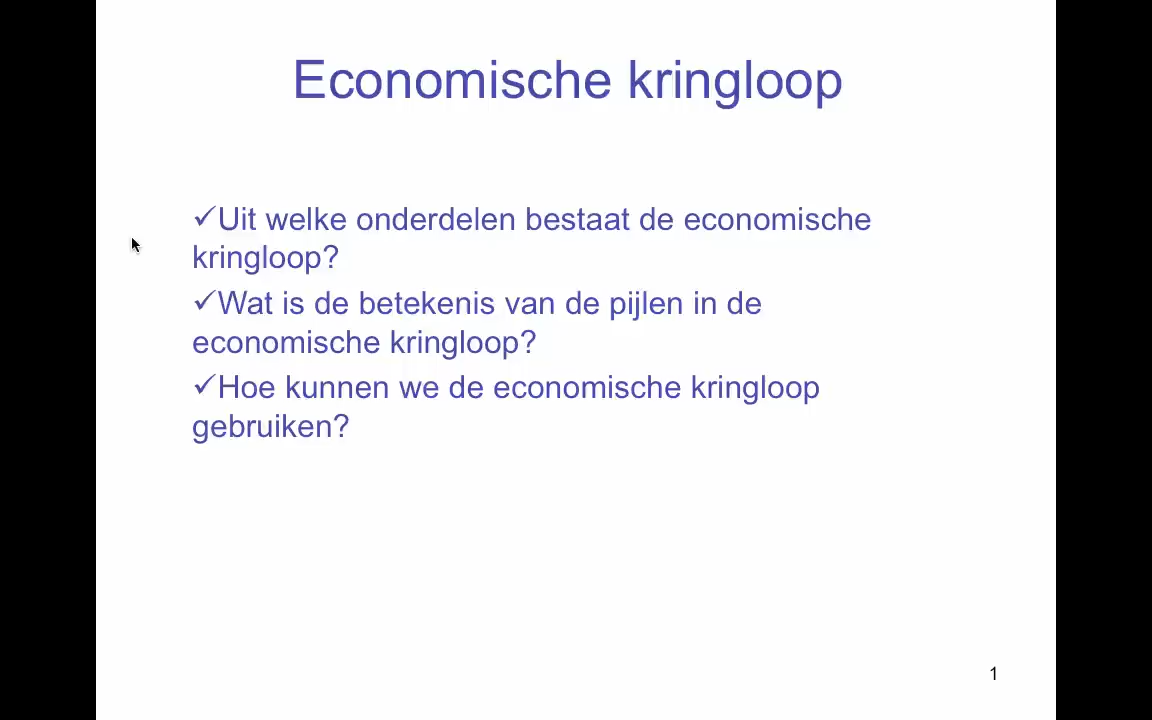 Economische kringloop
✓Uit welke onderdelen bestaat de economische
kringloop?
✓Wat is de betekenis van de pijlen in de
economische kringloop?
✓Hoe kunnen we de economische kringloop
gebruiken?
1